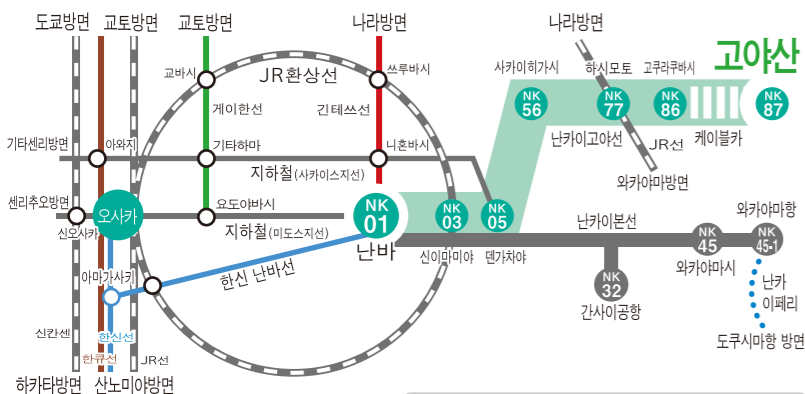 도쿄방면
교토방면
교토방면
나라방면
나라방면
고야산
교바시
JR환상선
쓰루바시
사카이히가시
하시모토
고쿠라쿠바시
NK
56
NK
77
NK
86
NK
87
게이한선
긴테쓰선
난카이고야선
케이블카
JR선
와카야마방면
기타센리방면
아와지
기타하마
니혼바시
지하철(사카이스지선)
센리추오방면
오사카
요도야바시
NK
01
NK
03
NK
05
신오사카
지하철(미도스지선)
난바
신이마미야
덴가차야
난카이본선
와카야마항
NK
45
NK
45-1
와카야마시
아마가사키
한신 난바선
NK
32
간사이공항
난카
이페리
도쿠시마항 방면
신칸센
한신선
한큐선
JR선
하카타방면
산노미야방면